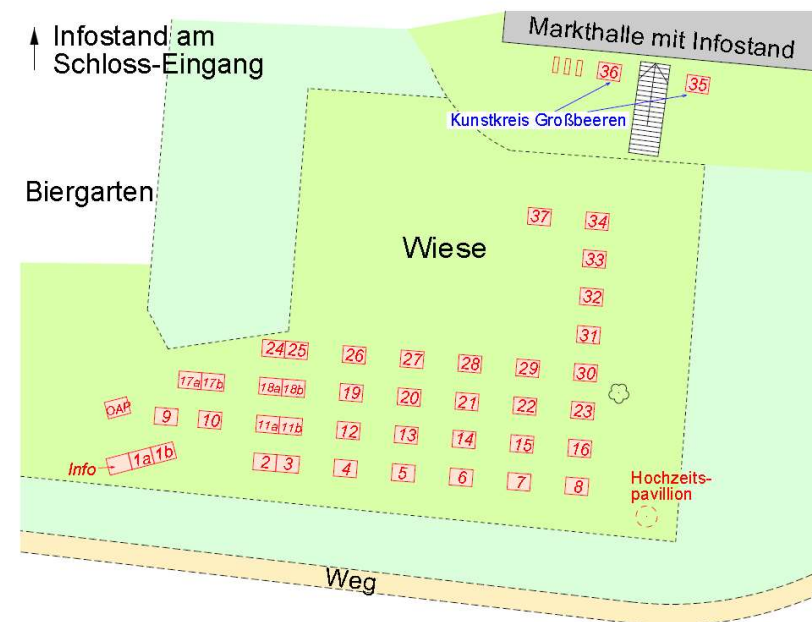 Infostand am
Schloss-Eingang
Markthalle mit Infostand
36
35
Kunstkreis Großbeeren
Biergarten
37
34
Wiese
33
32
31
24 25 26 27 28 29 30
17a 17b 18a 18b 19 20 21 22 23
OAP 9 10 11a 11b 12 13 14 15 16
Info 1a 1b 2 3 4 5 6 7 8
Hochzeits-
pavillion
Weg